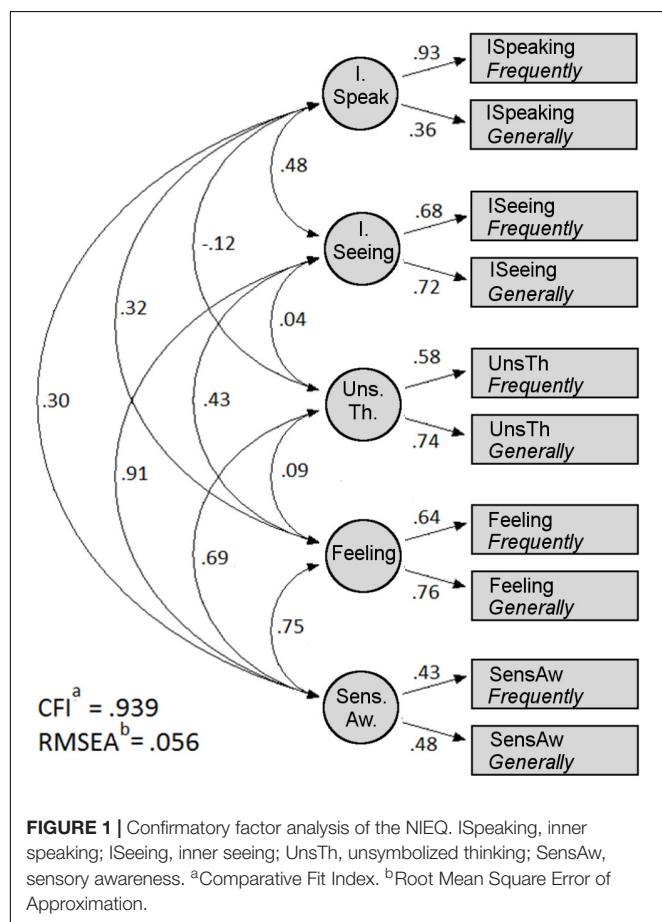 I.
Speak
.93
ISpeaking
Frequently
.36
ISpeaking
Generally
.48
I.
Seeing
.68
ISeeing
Frequently
.72
ISeeing
Generally
-.12
.32
.04
Uns.
Th.
.58
UnsTh
Frequently
.74
UnsTh
Generally
.30
.43
.91
.09
Feeling
.64
Feeling
Frequently
.76
Feeling
Generally
.69
.75
Sens.
Aw.
.43
SensAw
Frequently
.48
SensAw
Generally
CFIᵃ = .939
RMSEAᵇ= .056
FIGURE 1 | Confirmatory factor analysis of the NIEQ. ISpeaking, inner
speaking; ISeeing, inner seeing; UnsTh, unsymbolized thinking; SensAw,
sensory awareness. ᵃComparative Fit Index. ᵇRoot Mean Square Error of
Approximation.